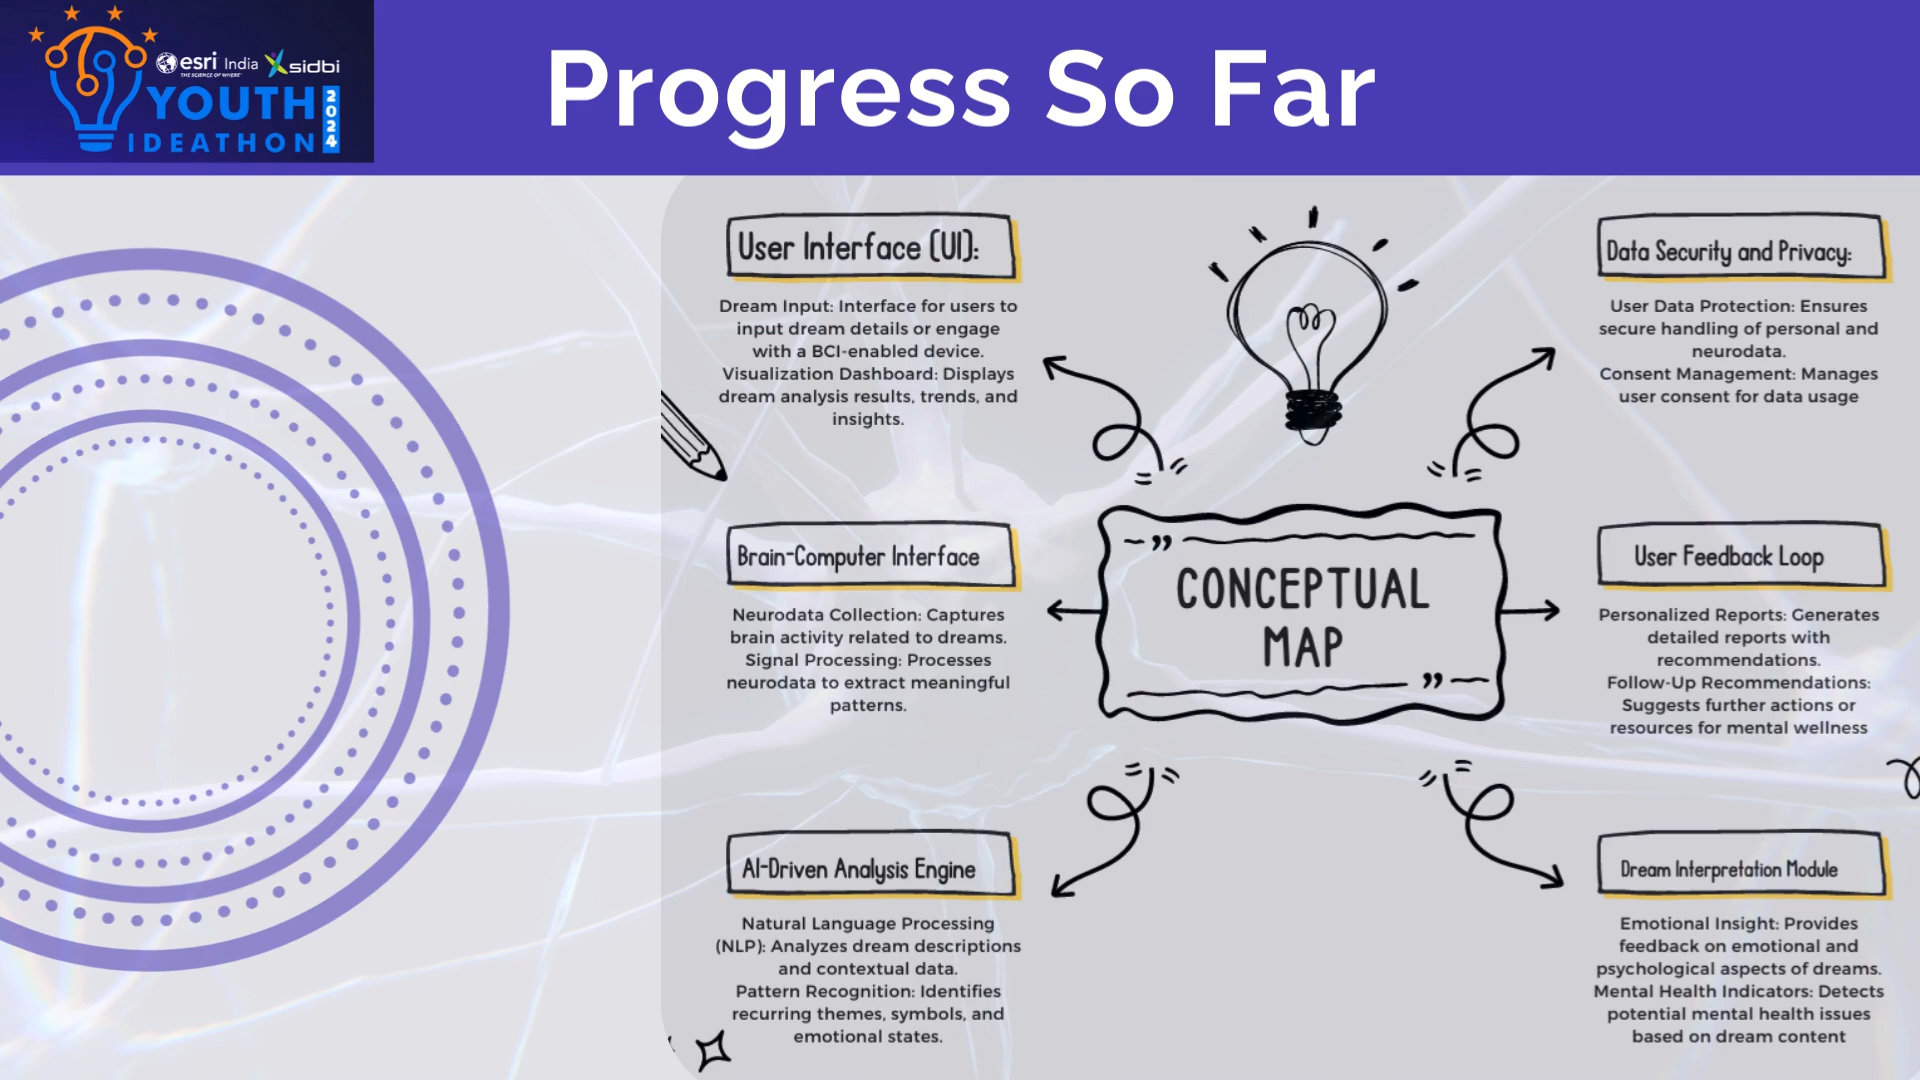 esri India sidbi
THE SCIENCE OF WHERE
YOUTH
IDEATHON
2024
Progress So Far
User Interface (UI):
Dream Input: Interface for users to
input dream details or engage
with a BCI-enabled device.
Visualization Dashboard: Displays
dream analysis results, trends, and
insights.
Brain-Computer Interface
Neurodata Collection: Captures
brain activity related to dreams.
Signal Processing: Processes
neurodata to extract meaningful
patterns.
AI-Driven Analysis Engine
Natural Language Processing
(NLP): Analyzes dream descriptions
and contextual data.
Pattern Recognition: Identifies
recurring themes, symbols, and
emotional states.
CONCEPTUAL
MAP
Data Security and Privacy:
User Data Protection: Ensures
secure handling of personal and
neurodata.
Consent Management: Manages
user consent for data usage
User Feedback Loop
Personalized Reports: Generates
detailed reports with
recommendations.
Follow-Up Recommendations:
Suggests further actions or
resources for mental wellness
Dream Interpretation Module
Emotional Insight: Provides
feedback on emotional and
psychological aspects of dreams.
Mental Health Indicators: Detects
potential mental health issues
based on dream content